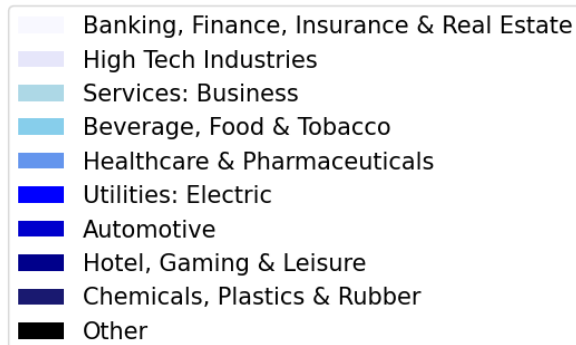 Banking, Finance, Insurance & Real Estate
High Tech Industries
Services: Business
Beverage, Food & Tobacco
Healthcare & Pharmaceuticals
Utilities: Electric
Automotive
Hotel, Gaming & Leisure
Chemicals, Plastics & Rubber
Other